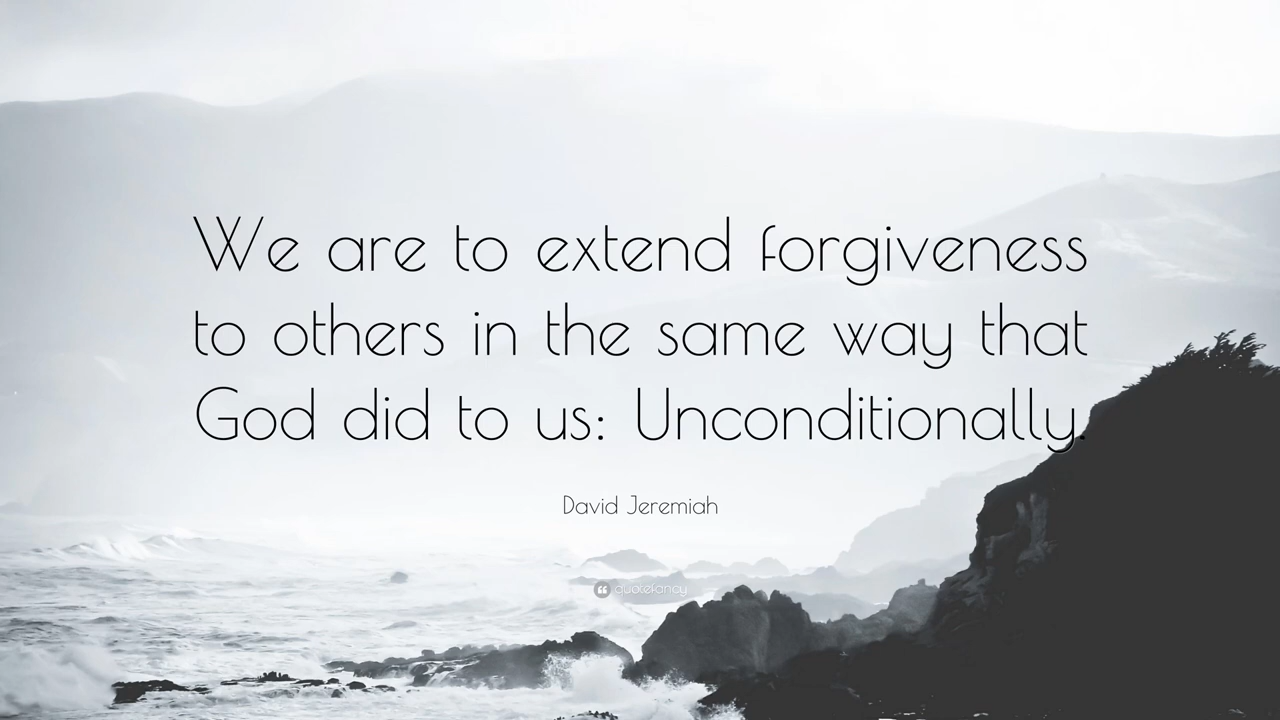 We are to extend forgiveness
to others in the same way that
God did to us: Unconditionally.
David Jeremiah
quotefancy